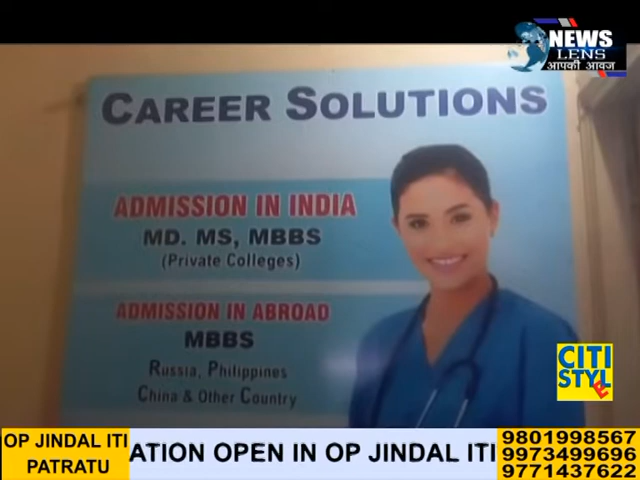 NEWS
LENS
आपकी आवाज
CAREER SOLUTIONS
ADMISSION IN INDIA
MD. MS, MBBS
(Private Colleges)
ADMISSION IN ABROAD
MBBS
Russia, Philippines
China & Other Country
CITI
STYLE
OP JINDAL ITI
PATRATU
ATION OPEN IN OP JINDAL ITI
9801998567
9973499696
9771437622